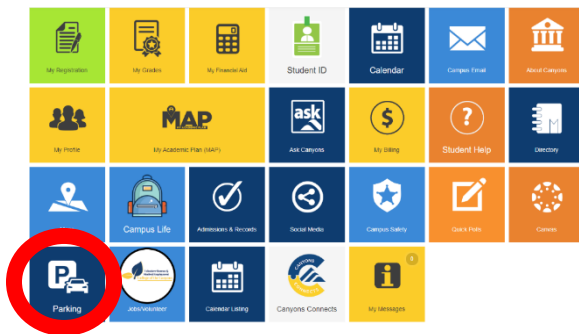 My Registration
My Grades
My Financial Aid
Student ID
Calendar
Campus Email
About Canyons
My Profile
MAP
My Academic Plan (MAP)
ask
Ask Canyons
$
My Billing
?
Student Help
Directory
Campus Life
Admissions & Records
Social Media
Campus Safety
Quick Polls
Canvas
P
Parking
Jobs/Volunteer
Calendar Listing
Canyons Connects
My Messages